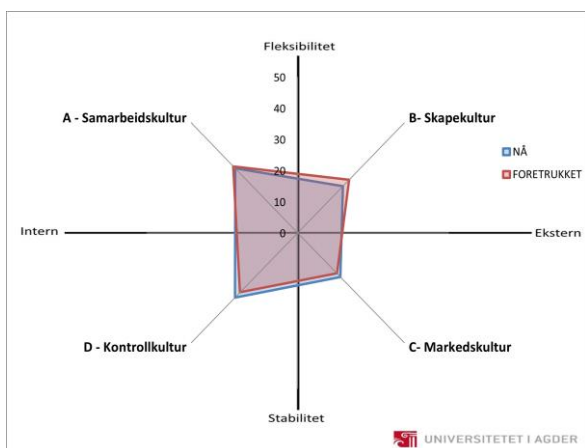 Fleksibilitet
50
40
30
20
10
0
A - Samarbeidskultur
B- Skapekultur
NÅ
FORETRUKKET
Intern
Ekstern
D - Kontrollkultur
C- Markedskultur
Stabilitet
UNIVERSITETET I AGDER